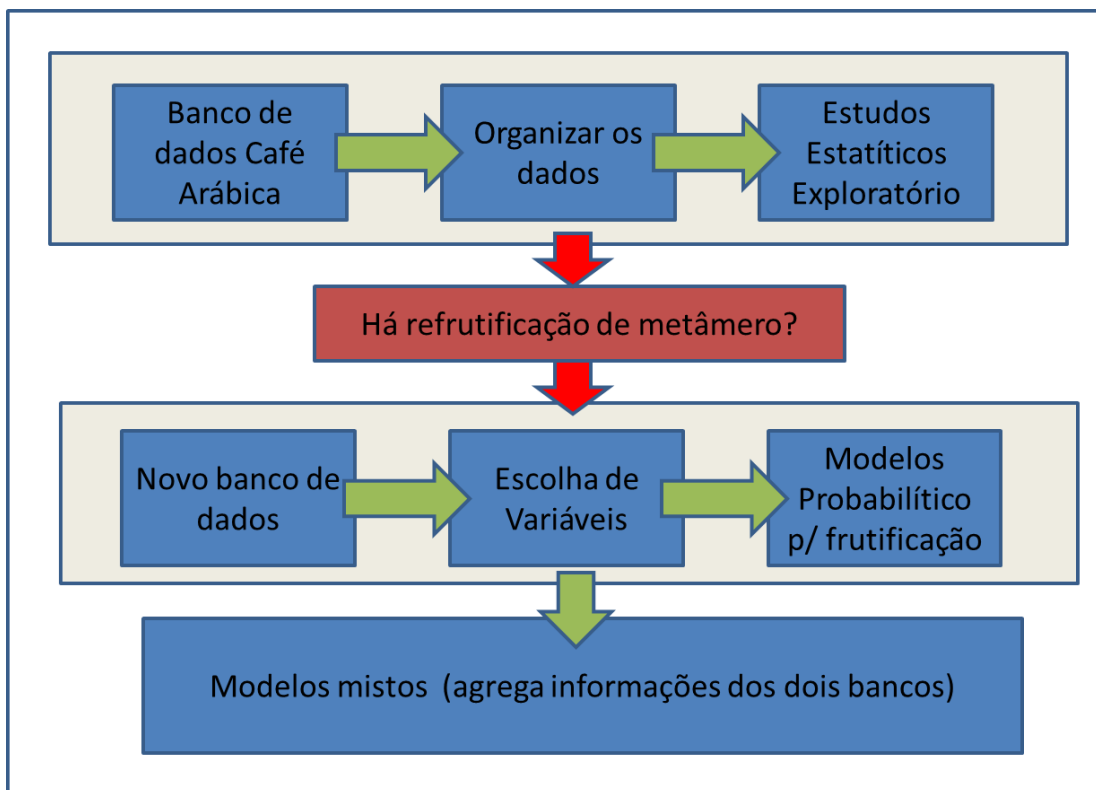 Banco de
dados Café
Arábica
Organizar os
dados
Estudos
Estatíticos
Exploratório
Há refrutificação de metâmero?
Novo banco de
dados
Escolha de
Variáveis
Modelos
Probabilítico
p/ frutificação
Modelos mistos (agrega informações dos dois bancos)